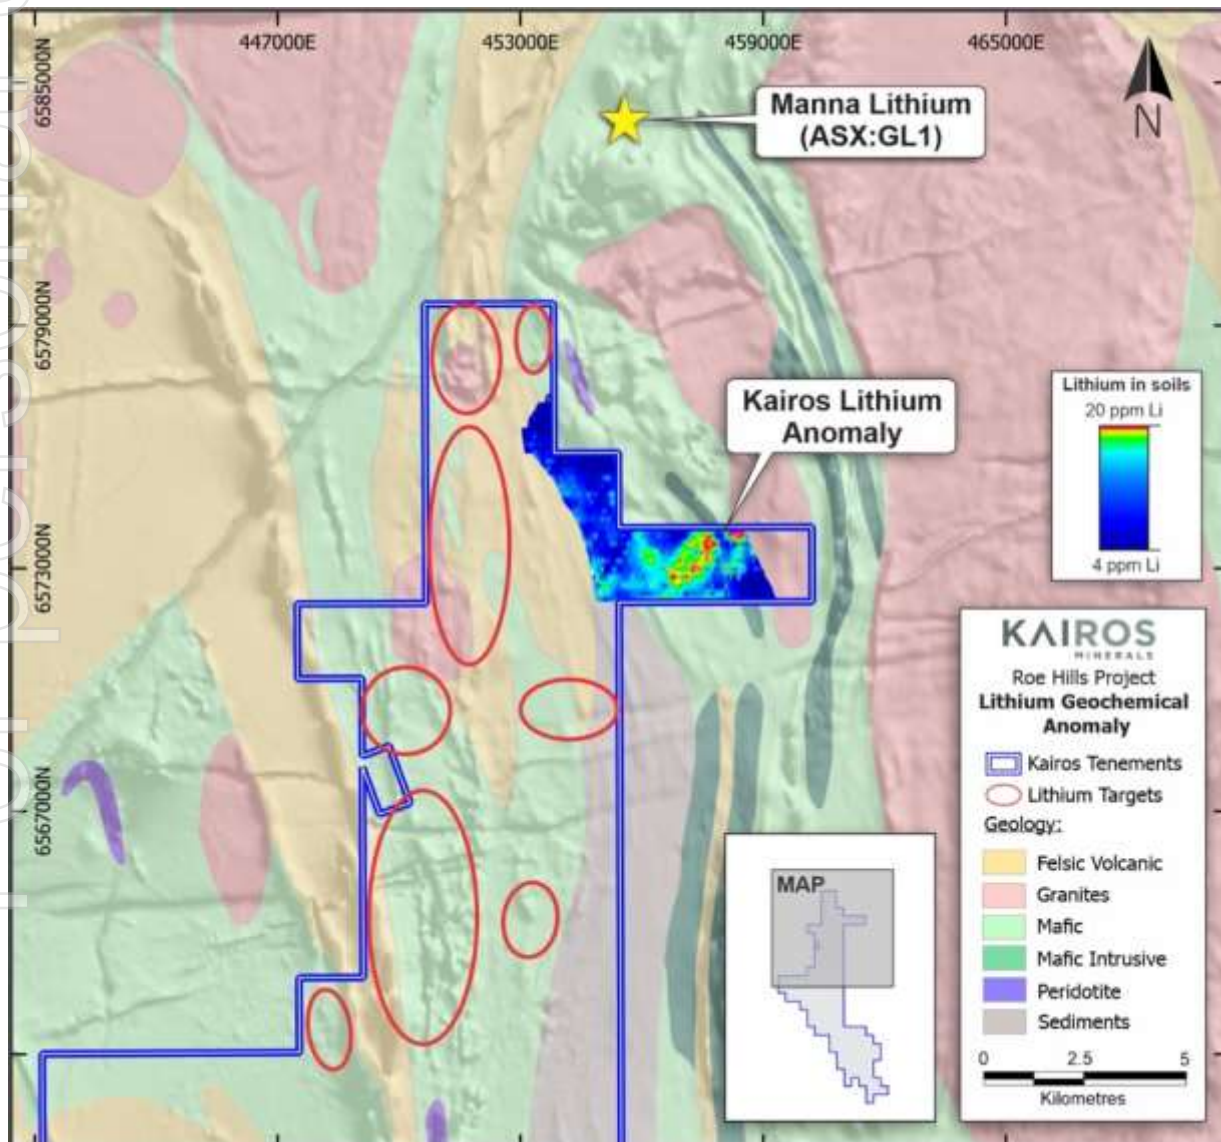 447000E
453000E
459000E
465000E
6585000N
6579000N
6573000N
6567000N
Manna Lithium
(ASX:GL1)
N
Kairos Lithium
Anomaly
Lithium in soils
20 ppm Li
4 ppm Li
KAIROS
MINERALS
Roe Hills Project
Lithium Geochemical
Anomaly
Kairos Tenements
Lithium Targets
Geology:
Felsic Volcanic
Granites
Mafic
Mafic Intrusive
Peridotite
Sediments
0 2.5 5
Kilometres
MAP